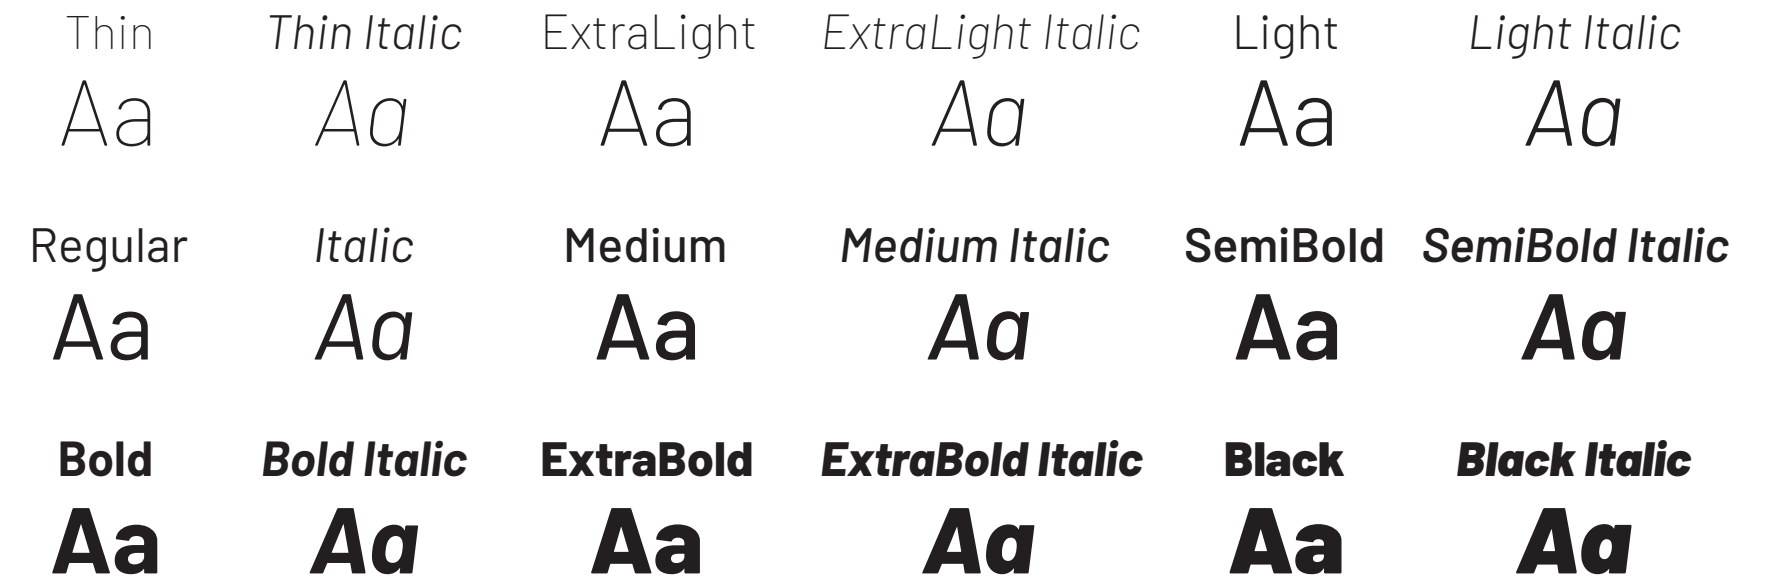 Thin Thin Italic ExtraLight ExtraLight Italic Light Light Italic
Aa Aa Aa Aa Aa Aa
Regular Italic Medium Medium Italic SemiBold SemiBold Italic
Aa Aa Aa Aa Aa Aa
Bold Bold Italic ExtraBold ExtraBold Italic Black Black Italic
Aa Aa Aa Aa Aa Aa